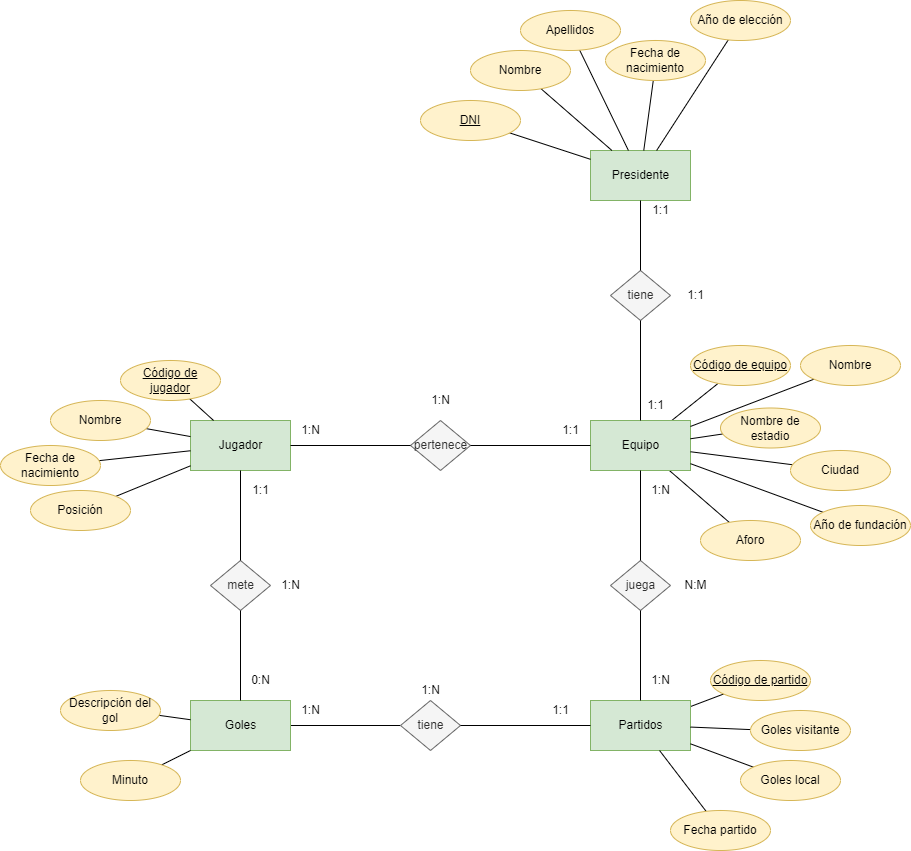 Año de elección
Apellidos
Fecha de
nacimiento
Nombre
DNI
Presidente
1:1
tiene
1:1
1:1
Código de equipo
Nombre
Nombre de
estadio
Ciudad
Año de fundación
Aforo
Equipo
1:1
1:N
pertenece
1:N
Código de
jugador
Nombre
Fecha de
nacimiento
Posición
Jugador
1:1
1:N
mete
1:N
juega
N:M
0:N
1:N
Descripción del
gol
Minuto
Goles
1:N
1:N
tiene
1:1
Partidos
Código de partido
Goles visitante
Goles local
Fecha partido